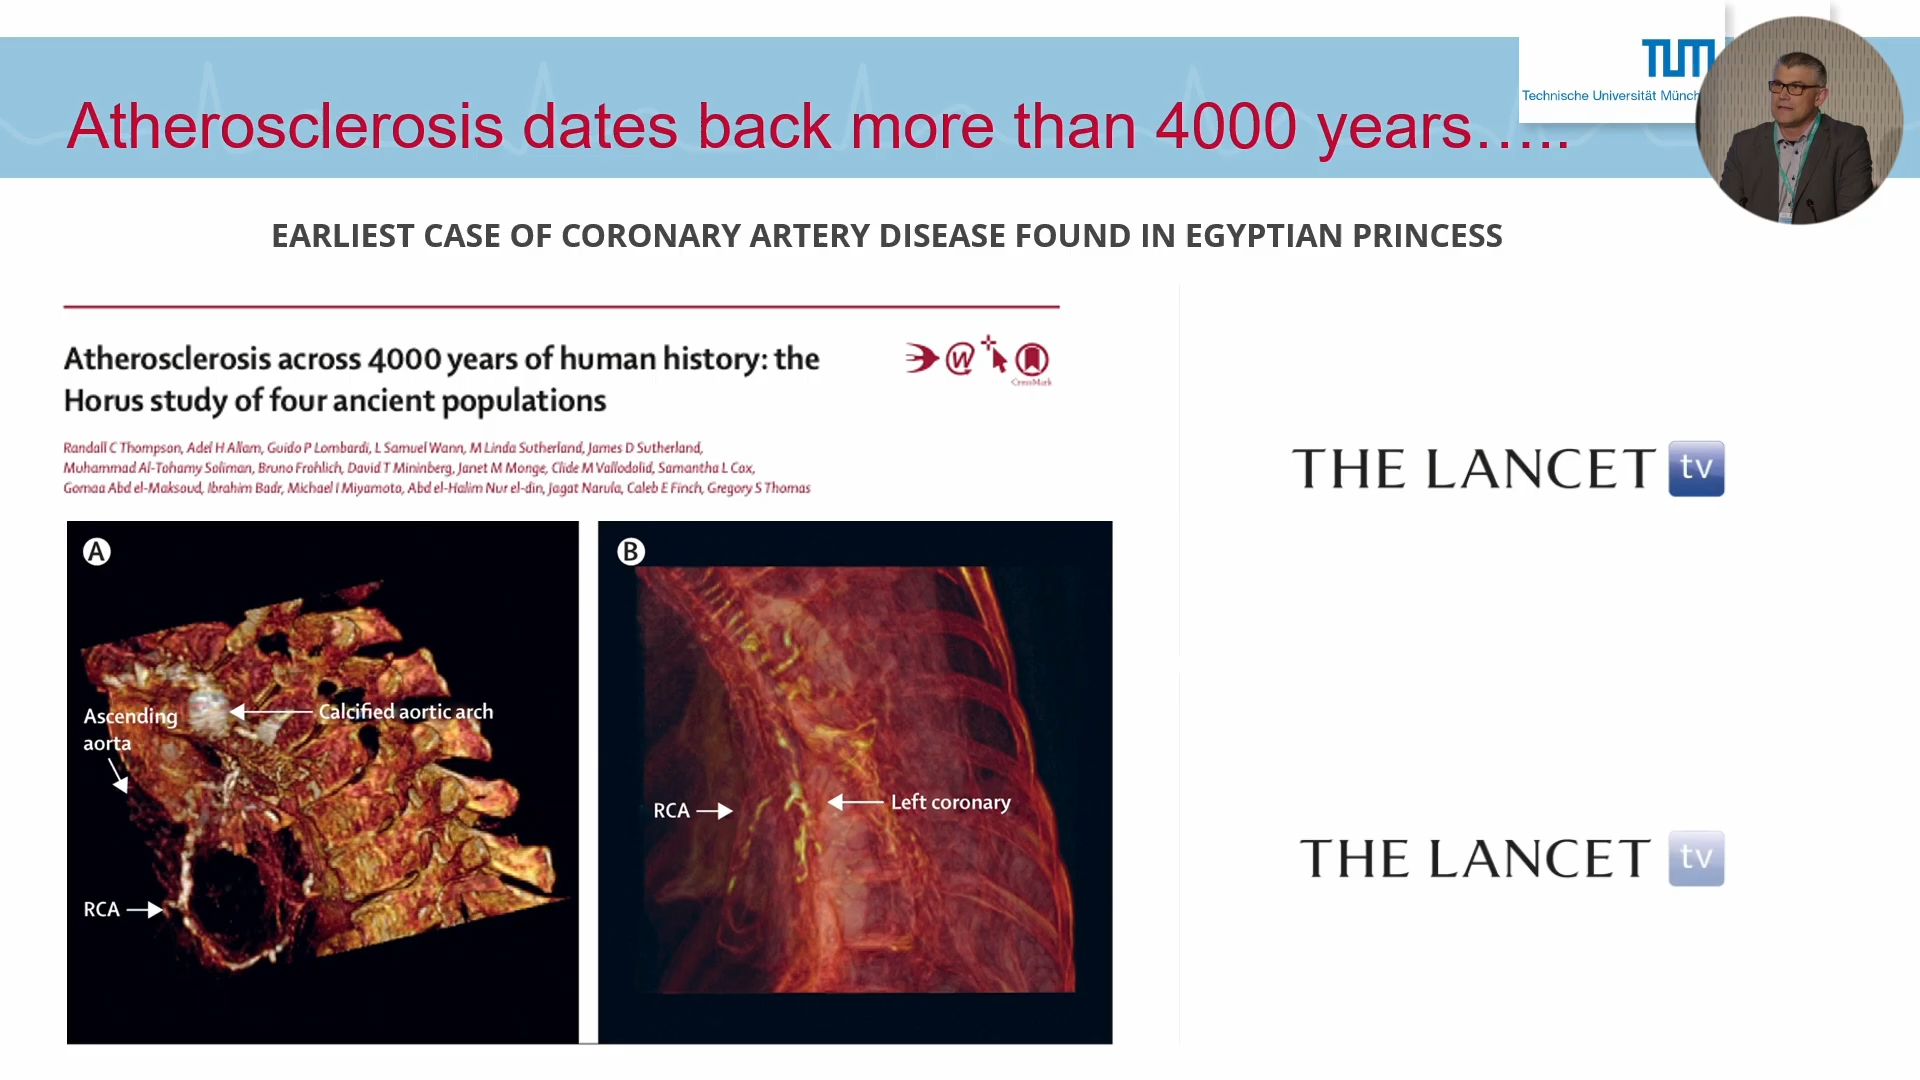 TUM
Technische Universität Münch
Atherosclerosis dates back more than 4000 years.....
EARLIEST CASE OF CORONARY ARTERY DISEASE FOUND IN EGYPTIAN PRINCESS
Atherosclerosis across 4000 years of human history: the
Horus study of four ancient populations
W
CrossMark
Randall C Thompson, Adel H Allam, Guido P Lombardi, L Samuel Wann, M Linda Sutherland, James D Sutherland,
Muhammad Al-Tohamy Soliman, Bruno Frohlich, David T Mininberg, Janet M Monge, Clide M Vallodolid, Samantha L Cox,
Gomaa Abd el-Maksoud, Ibrahim Badr, Michael I Miyamoto, Abd el-Halim Nur el-din, Jagat Narula, Caleb E Finch, Gregory S Thomas
A
Ascending
aorta
Calcified aortic arch
RCA
B
RCA
Left coronary
THE LANCET tv
THE LANCET tv